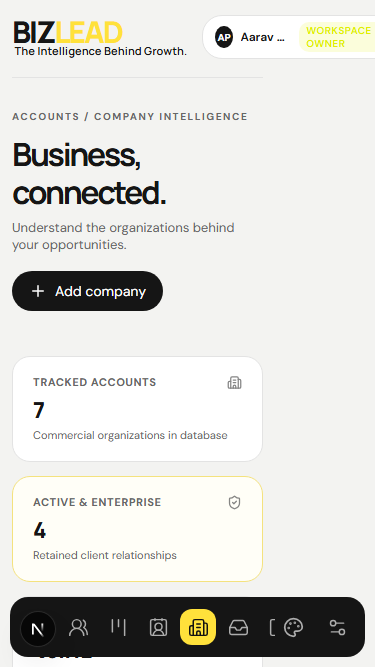 BIZLEAD
The Intelligence Behind Growth.
AP Aarav ... WORKSPACE OWNER
ACCOUNTS / COMPANY INTELLIGENCE
Business,
connected.
Understand the organizations behind
your opportunities.
+ Add company
TRACKED ACCOUNTS
7
Commercial organizations in database
ACTIVE & ENTERPRISE
4
Retained client relationships
N